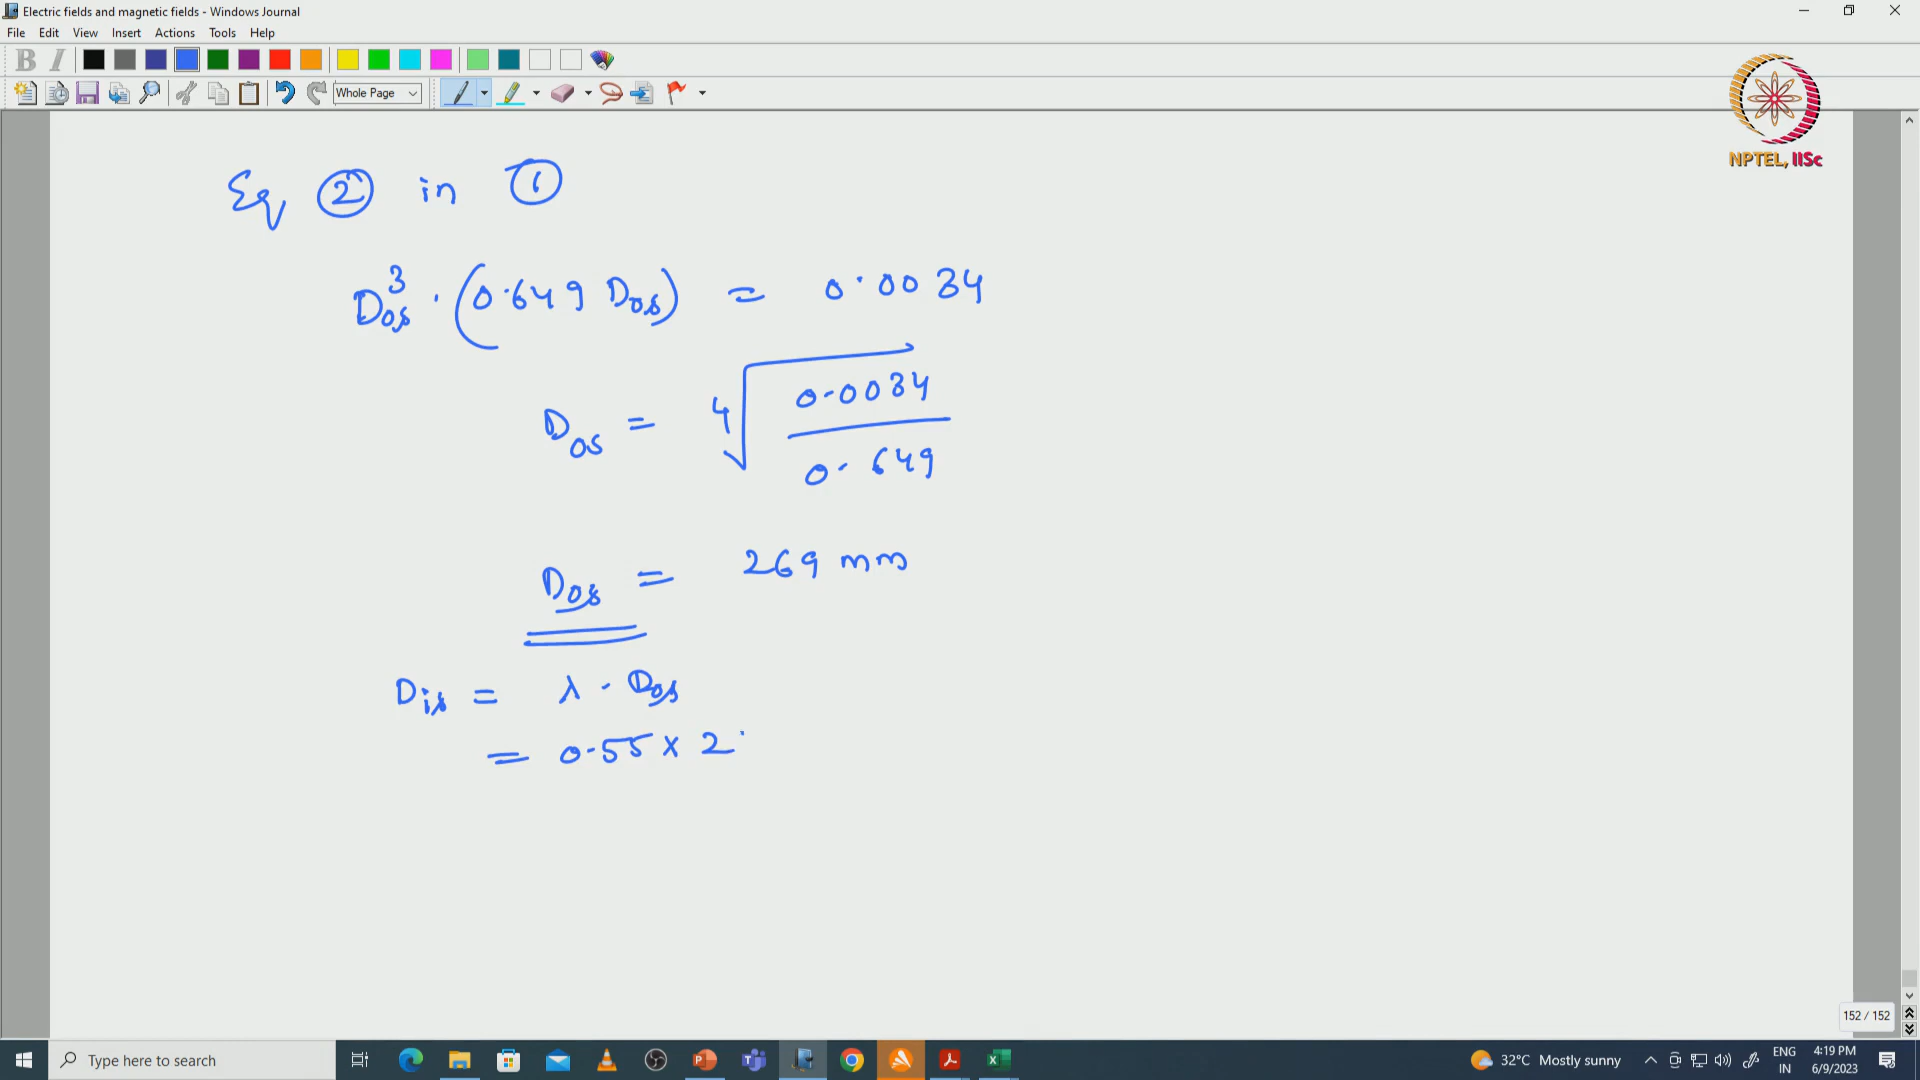 Electric fields and magnetic fields - Windows Journal
File Edit View Insert Actions Tools Help
B I
Whole Page
NPTEL, IISc
Eq ② in ①
Dos³ · (0.649 Dos) = 0.0034
Dos = ⁴√(0.0034 / 0.649)
Dos = 269 mm
Dis = λ · Dos
= 0.55 × 2
152 / 152
Type here to search
32°C Mostly sunny
ENG
IN
4:19 PM
6/9/2023